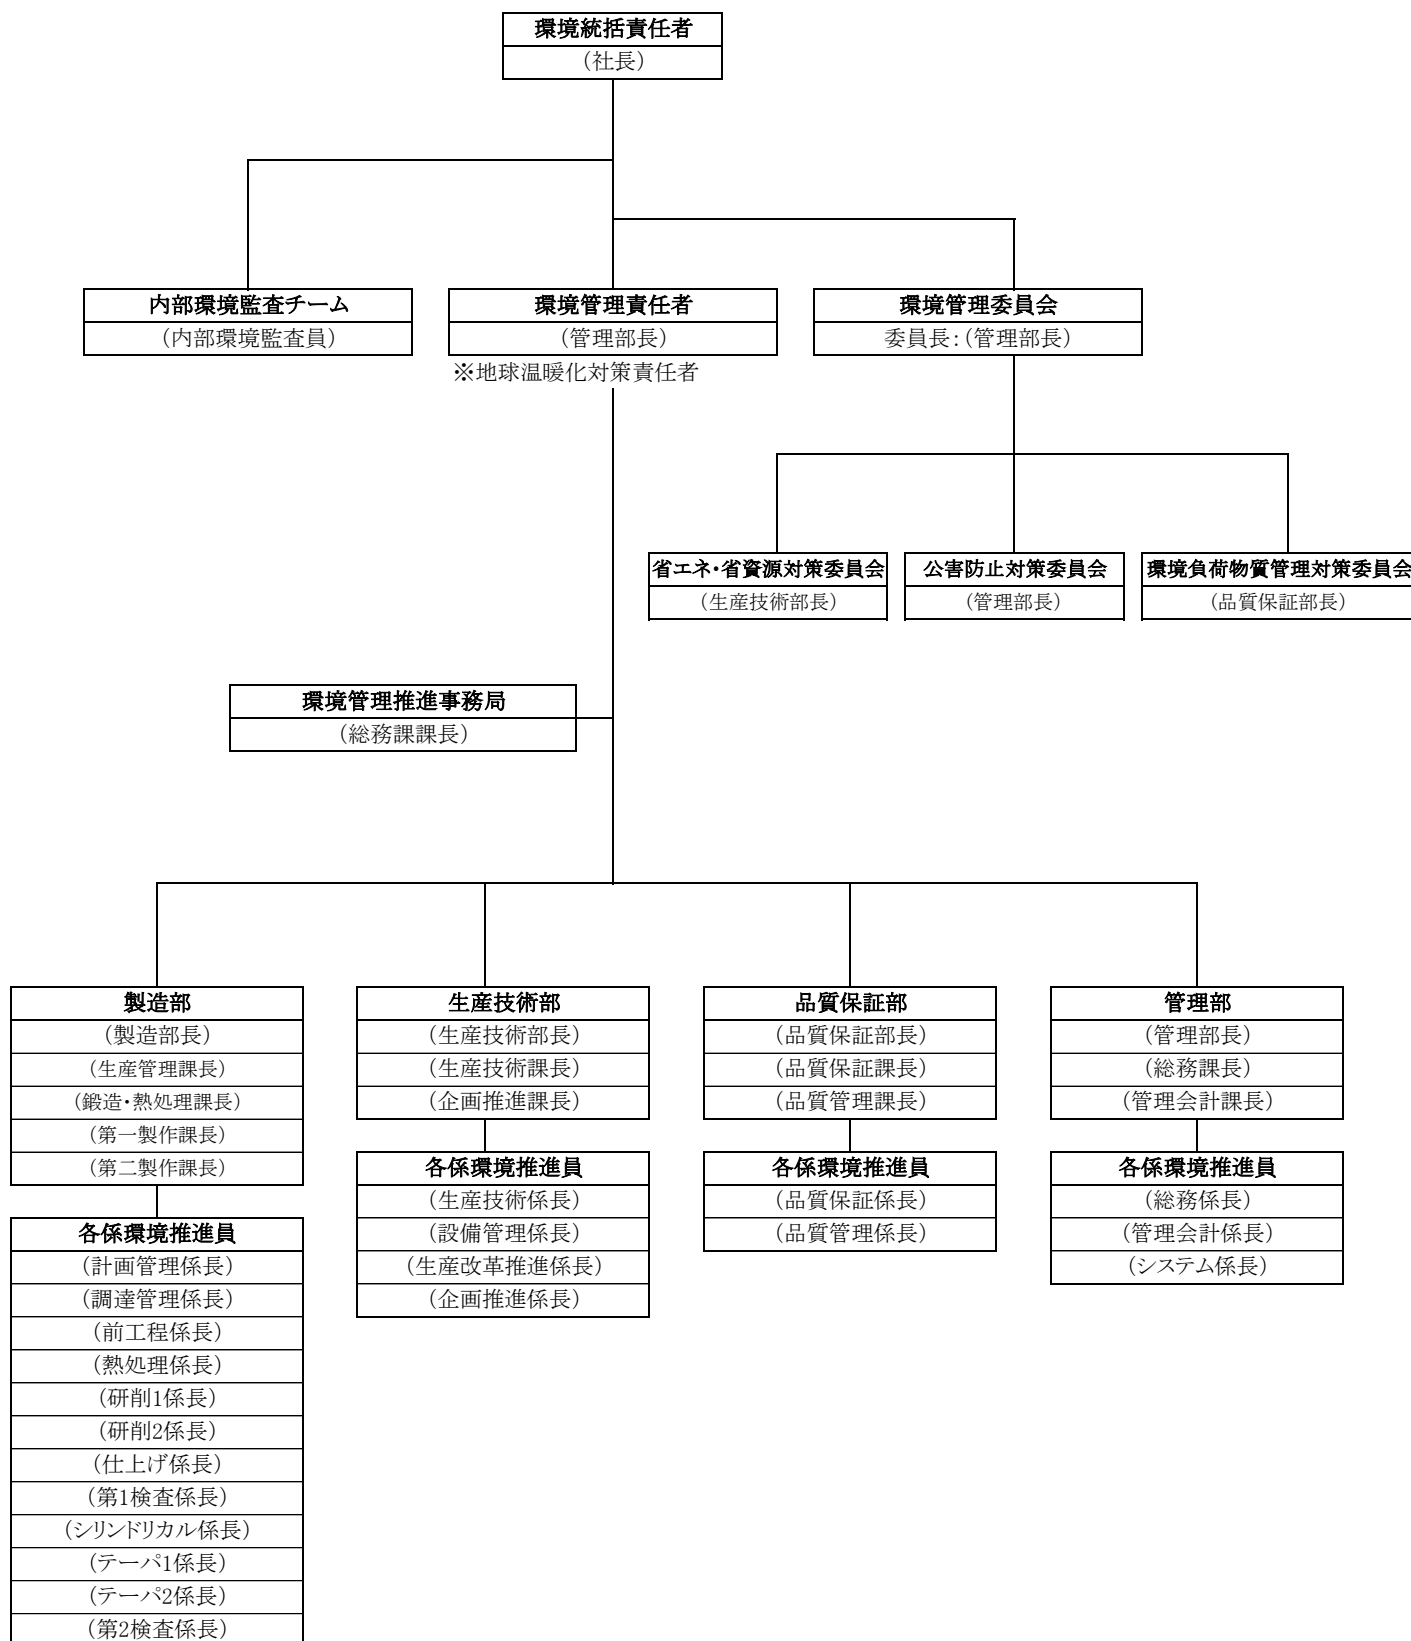 環境統括責任者
（社長）
内部環境監査チーム
（内部環境監査員）
環境管理責任者
（管理部長）
※地球温暖化対策責任者
環境管理委員会
委員長：（管理部長）
省エネ・省資源対策委員会
（生産技術部長）
公害防止対策委員会
（管理部長）
環境負荷物質管理対策委員会
（品質保証部長）
環境管理推進事務局
（総務課課長）
製造部
（製造部長）
（生産管理課長）
（鍛造・熱処理課長）
（第一製作課長）
（第二製作課長）
各係環境推進員
（計画管理係長）
（調達管理係長）
（前工程係長）
（熱処理係長）
（研削1係長）
（研削2係長）
（仕上げ係長）
（第1検査係長）
（シリンドリカル係長）
（テーパ1係長）
（テーパ2係長）
（第2検査係長）
生産技術部
（生産技術部長）
（生産技術課長）
（企画推進課長）
各係環境推進員
（生産技術係長）
（設備管理係長）
（生産改革推進係長）
（企画推進係長）
品質保証部
（品質保証部長）
（品質保証課長）
（品質管理課長）
各係環境推進員
（品質保証係長）
（品質管理係長）
管理部
（管理部長）
（総務課長）
（管理会計課長）
各係環境推進員
（総務係長）
（管理会計係長）
（システム係長）